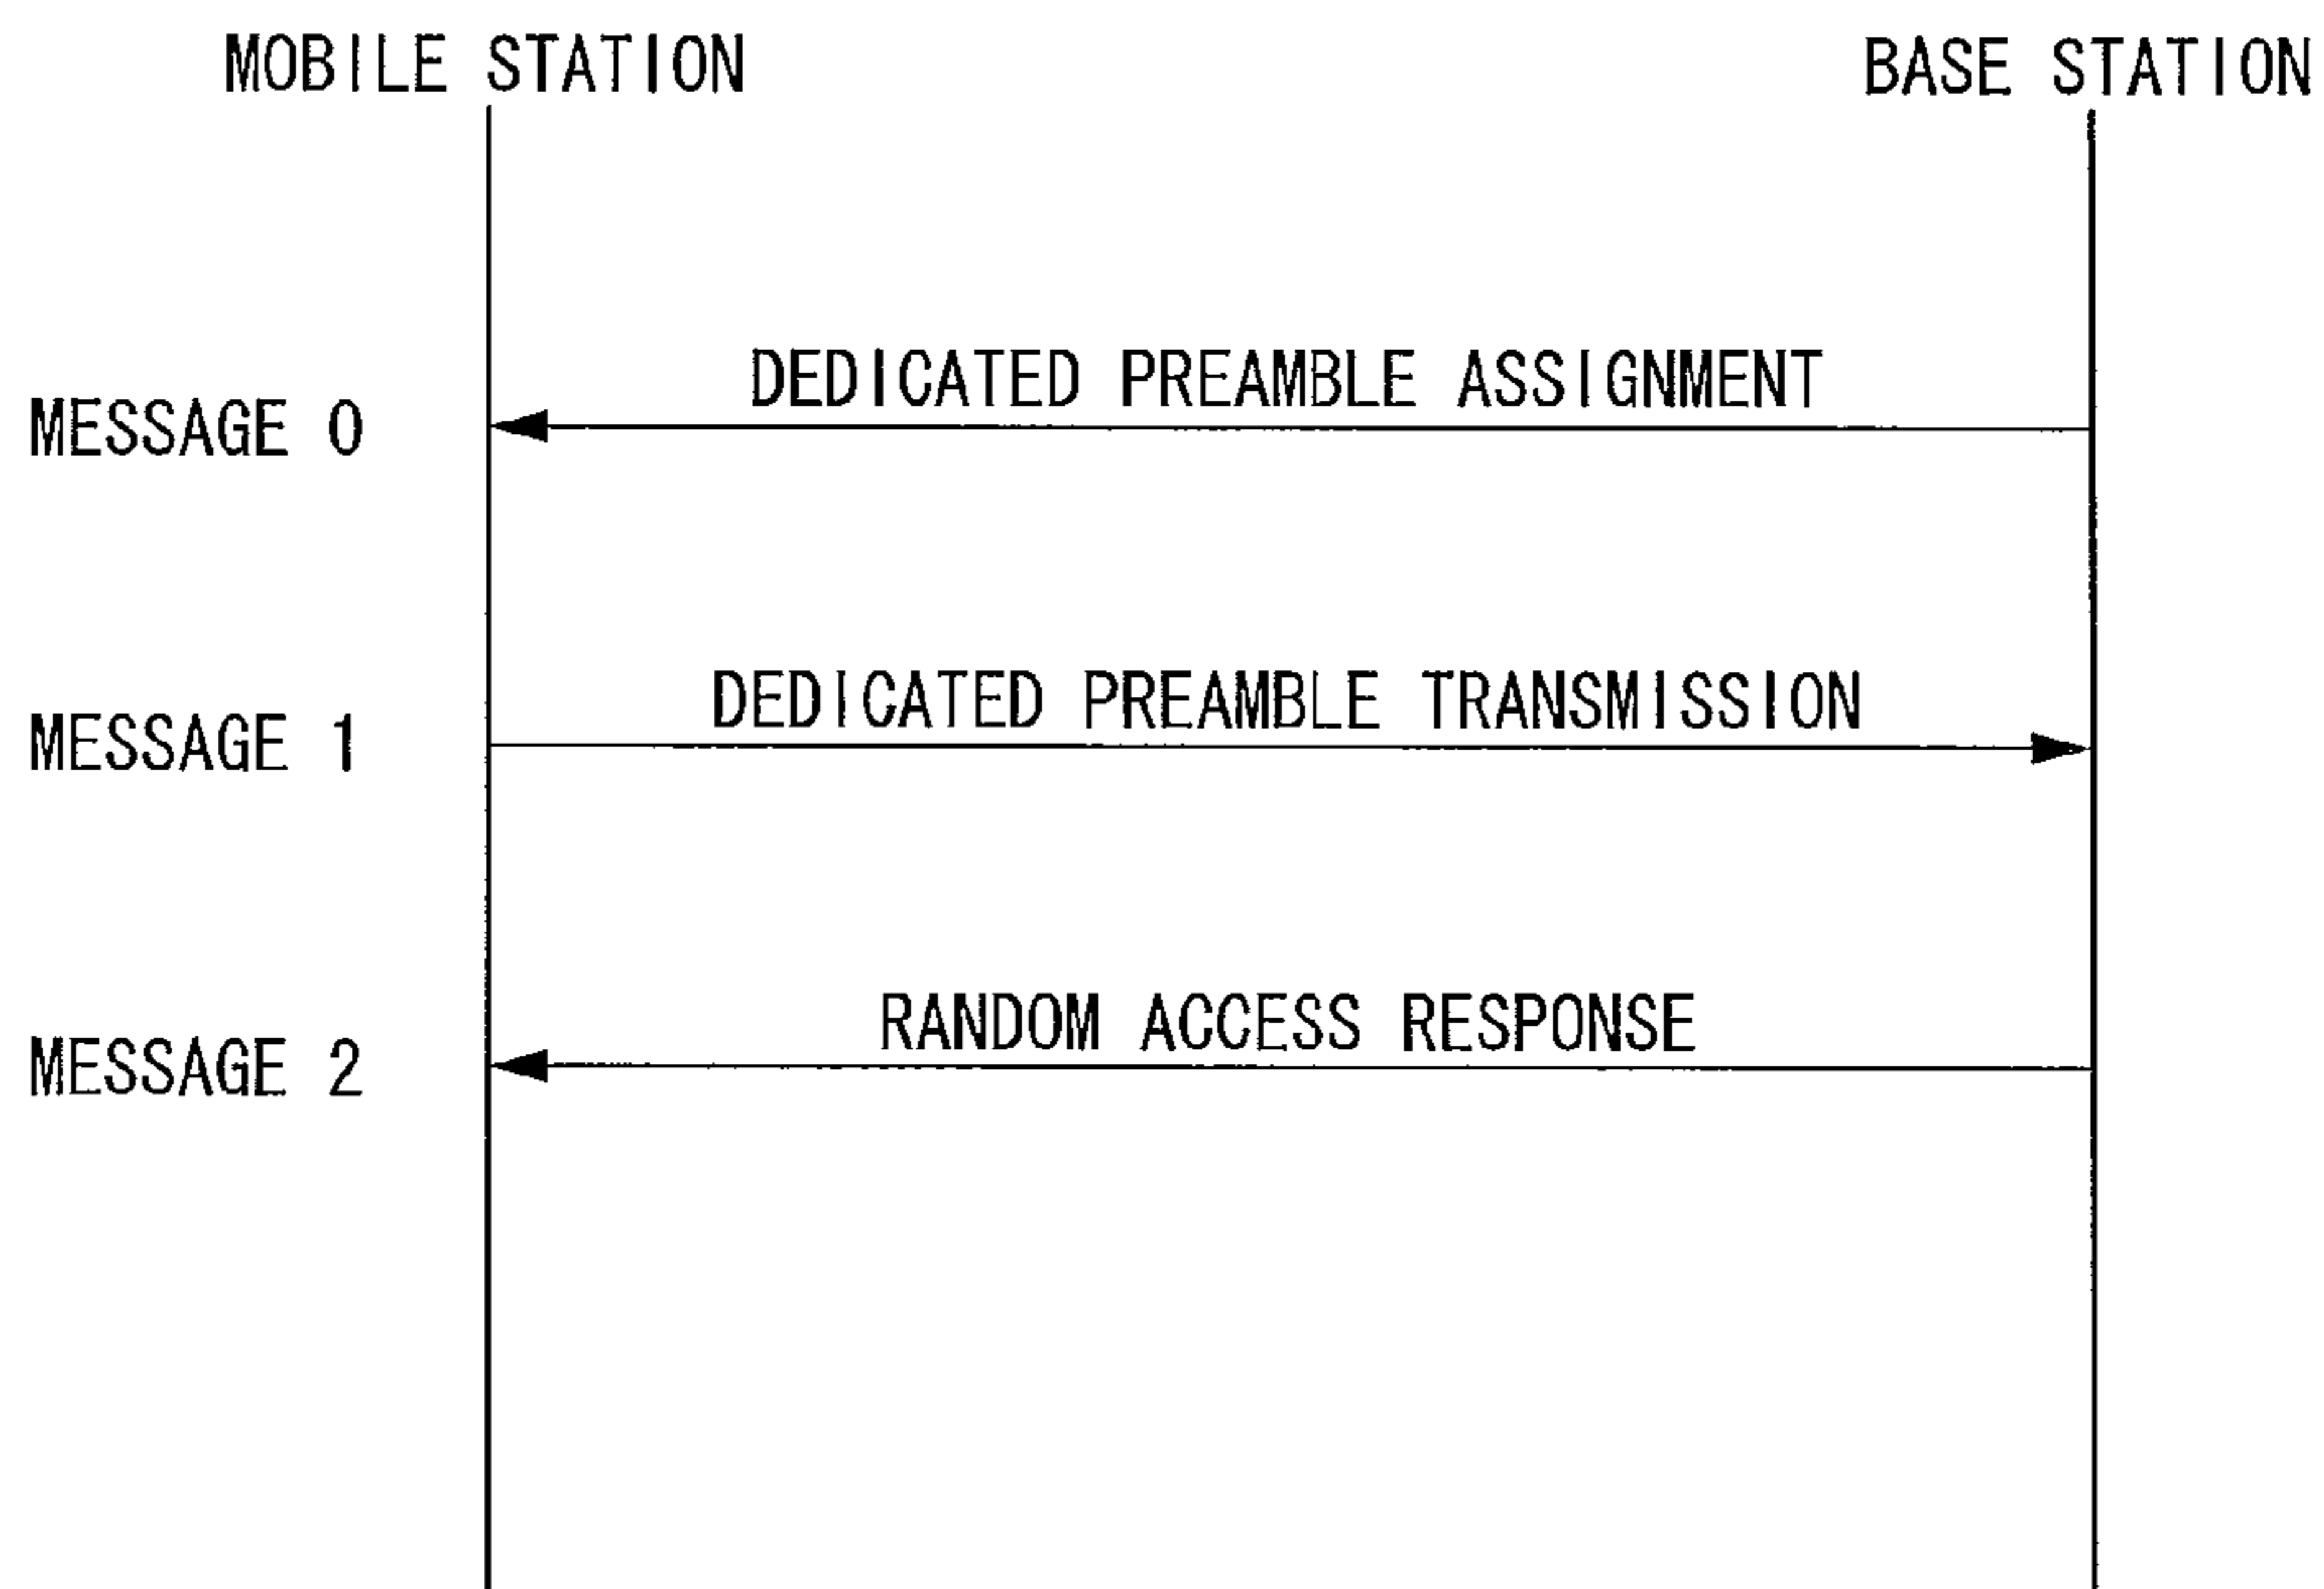 MOBILE STATION
BASE STATION
DEDICATED PREAMBLE ASSIGNMENT
MESSAGE 0
DEDICATED PREAMBLE TRANSMISSION
MESSAGE 1
RANDOM ACCESS RESPONSE
MESSAGE 2